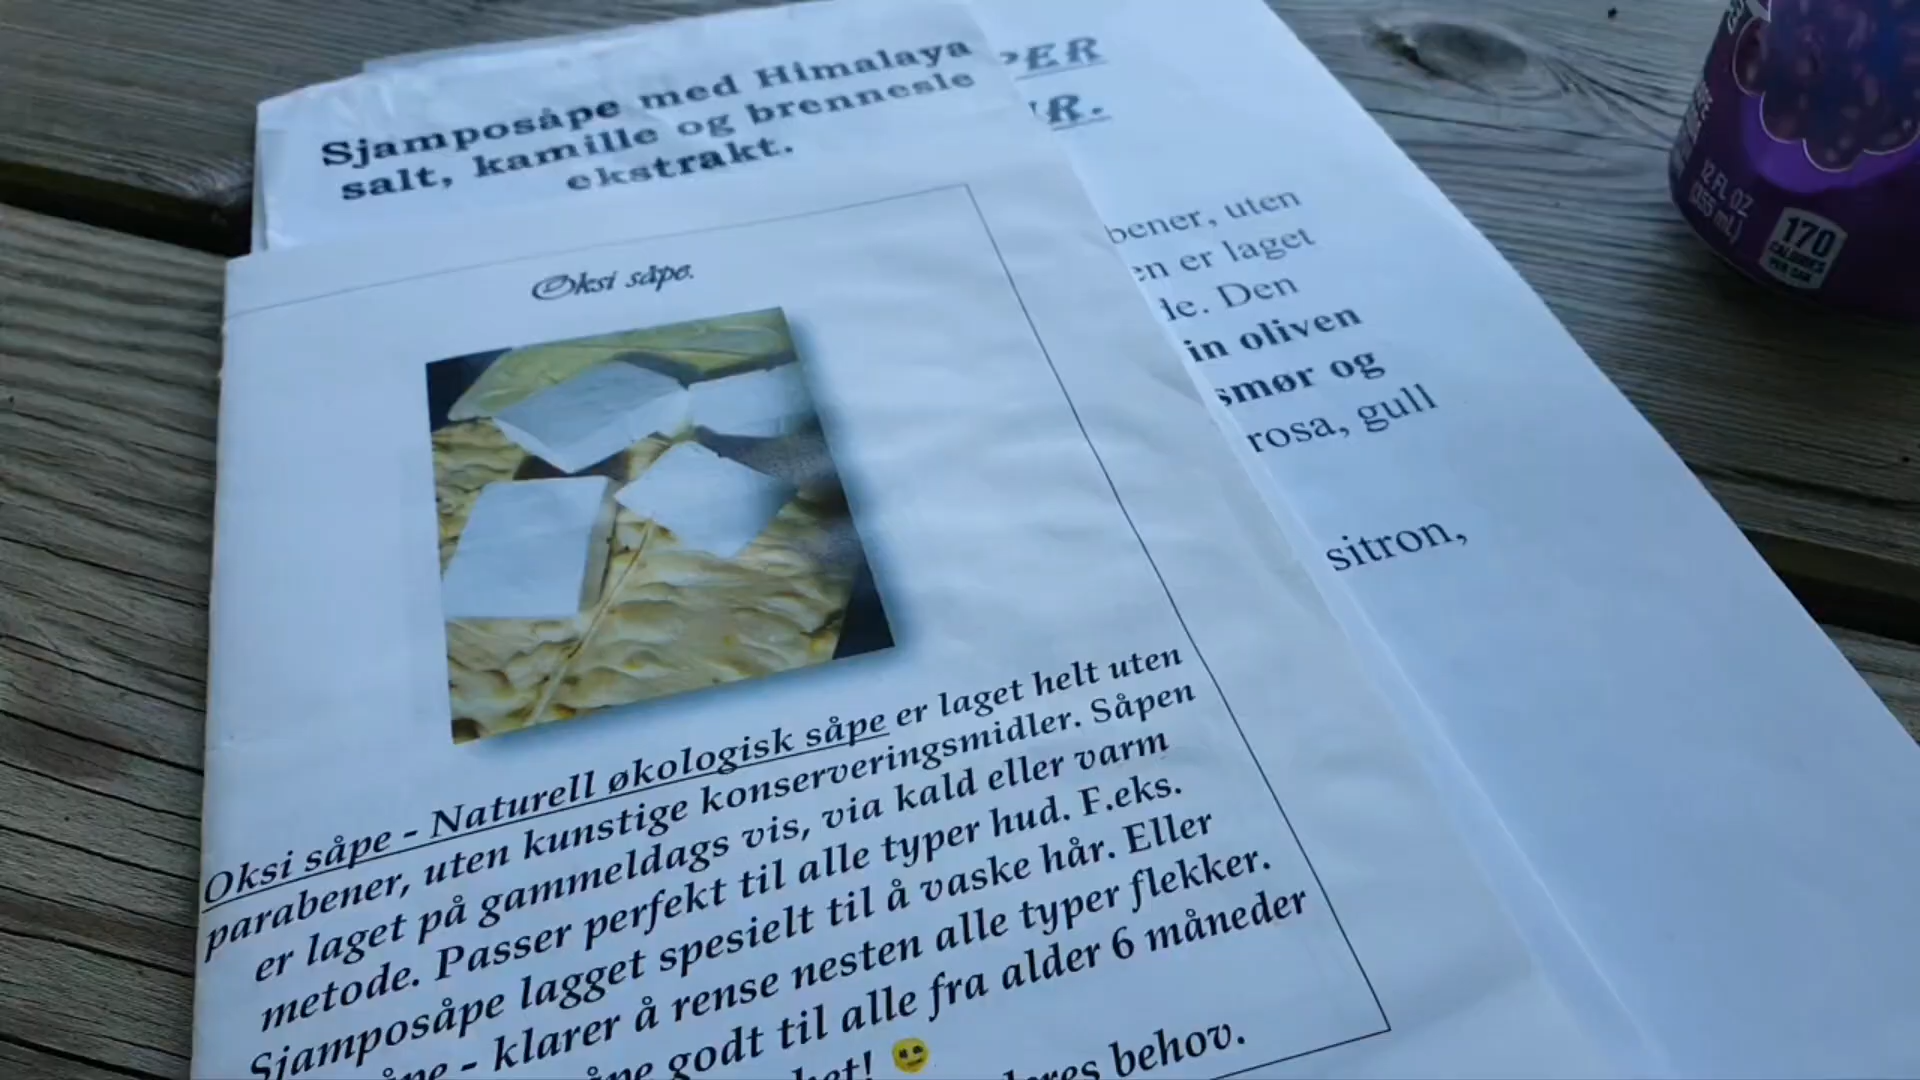 Sjamposåpe med Himalaya
salt, kamille og brennesle
ekstrakt.
Oksi såpe.
Oksi såpe - Naturell økologisk såpe er laget helt uten
parabener, uten kunstige konserveringsmidler. Såpen
er laget på gammeldags vis, via kald eller varm
metode. Passer perfekt til alle typer hud. F.eks.
Sjamposåpe lagget spesielt til å vaske hår. Eller
- klarer å rense nesten alle typer flekker.
godt til alle fra alder 6 måneder
behov.
PER
R.
bener, uten
en er laget
de. Den
in oliven
smør og
rosa, gull
sitron,
12 FL OZ
(355 mL)
170
CALORIES
PER CAN